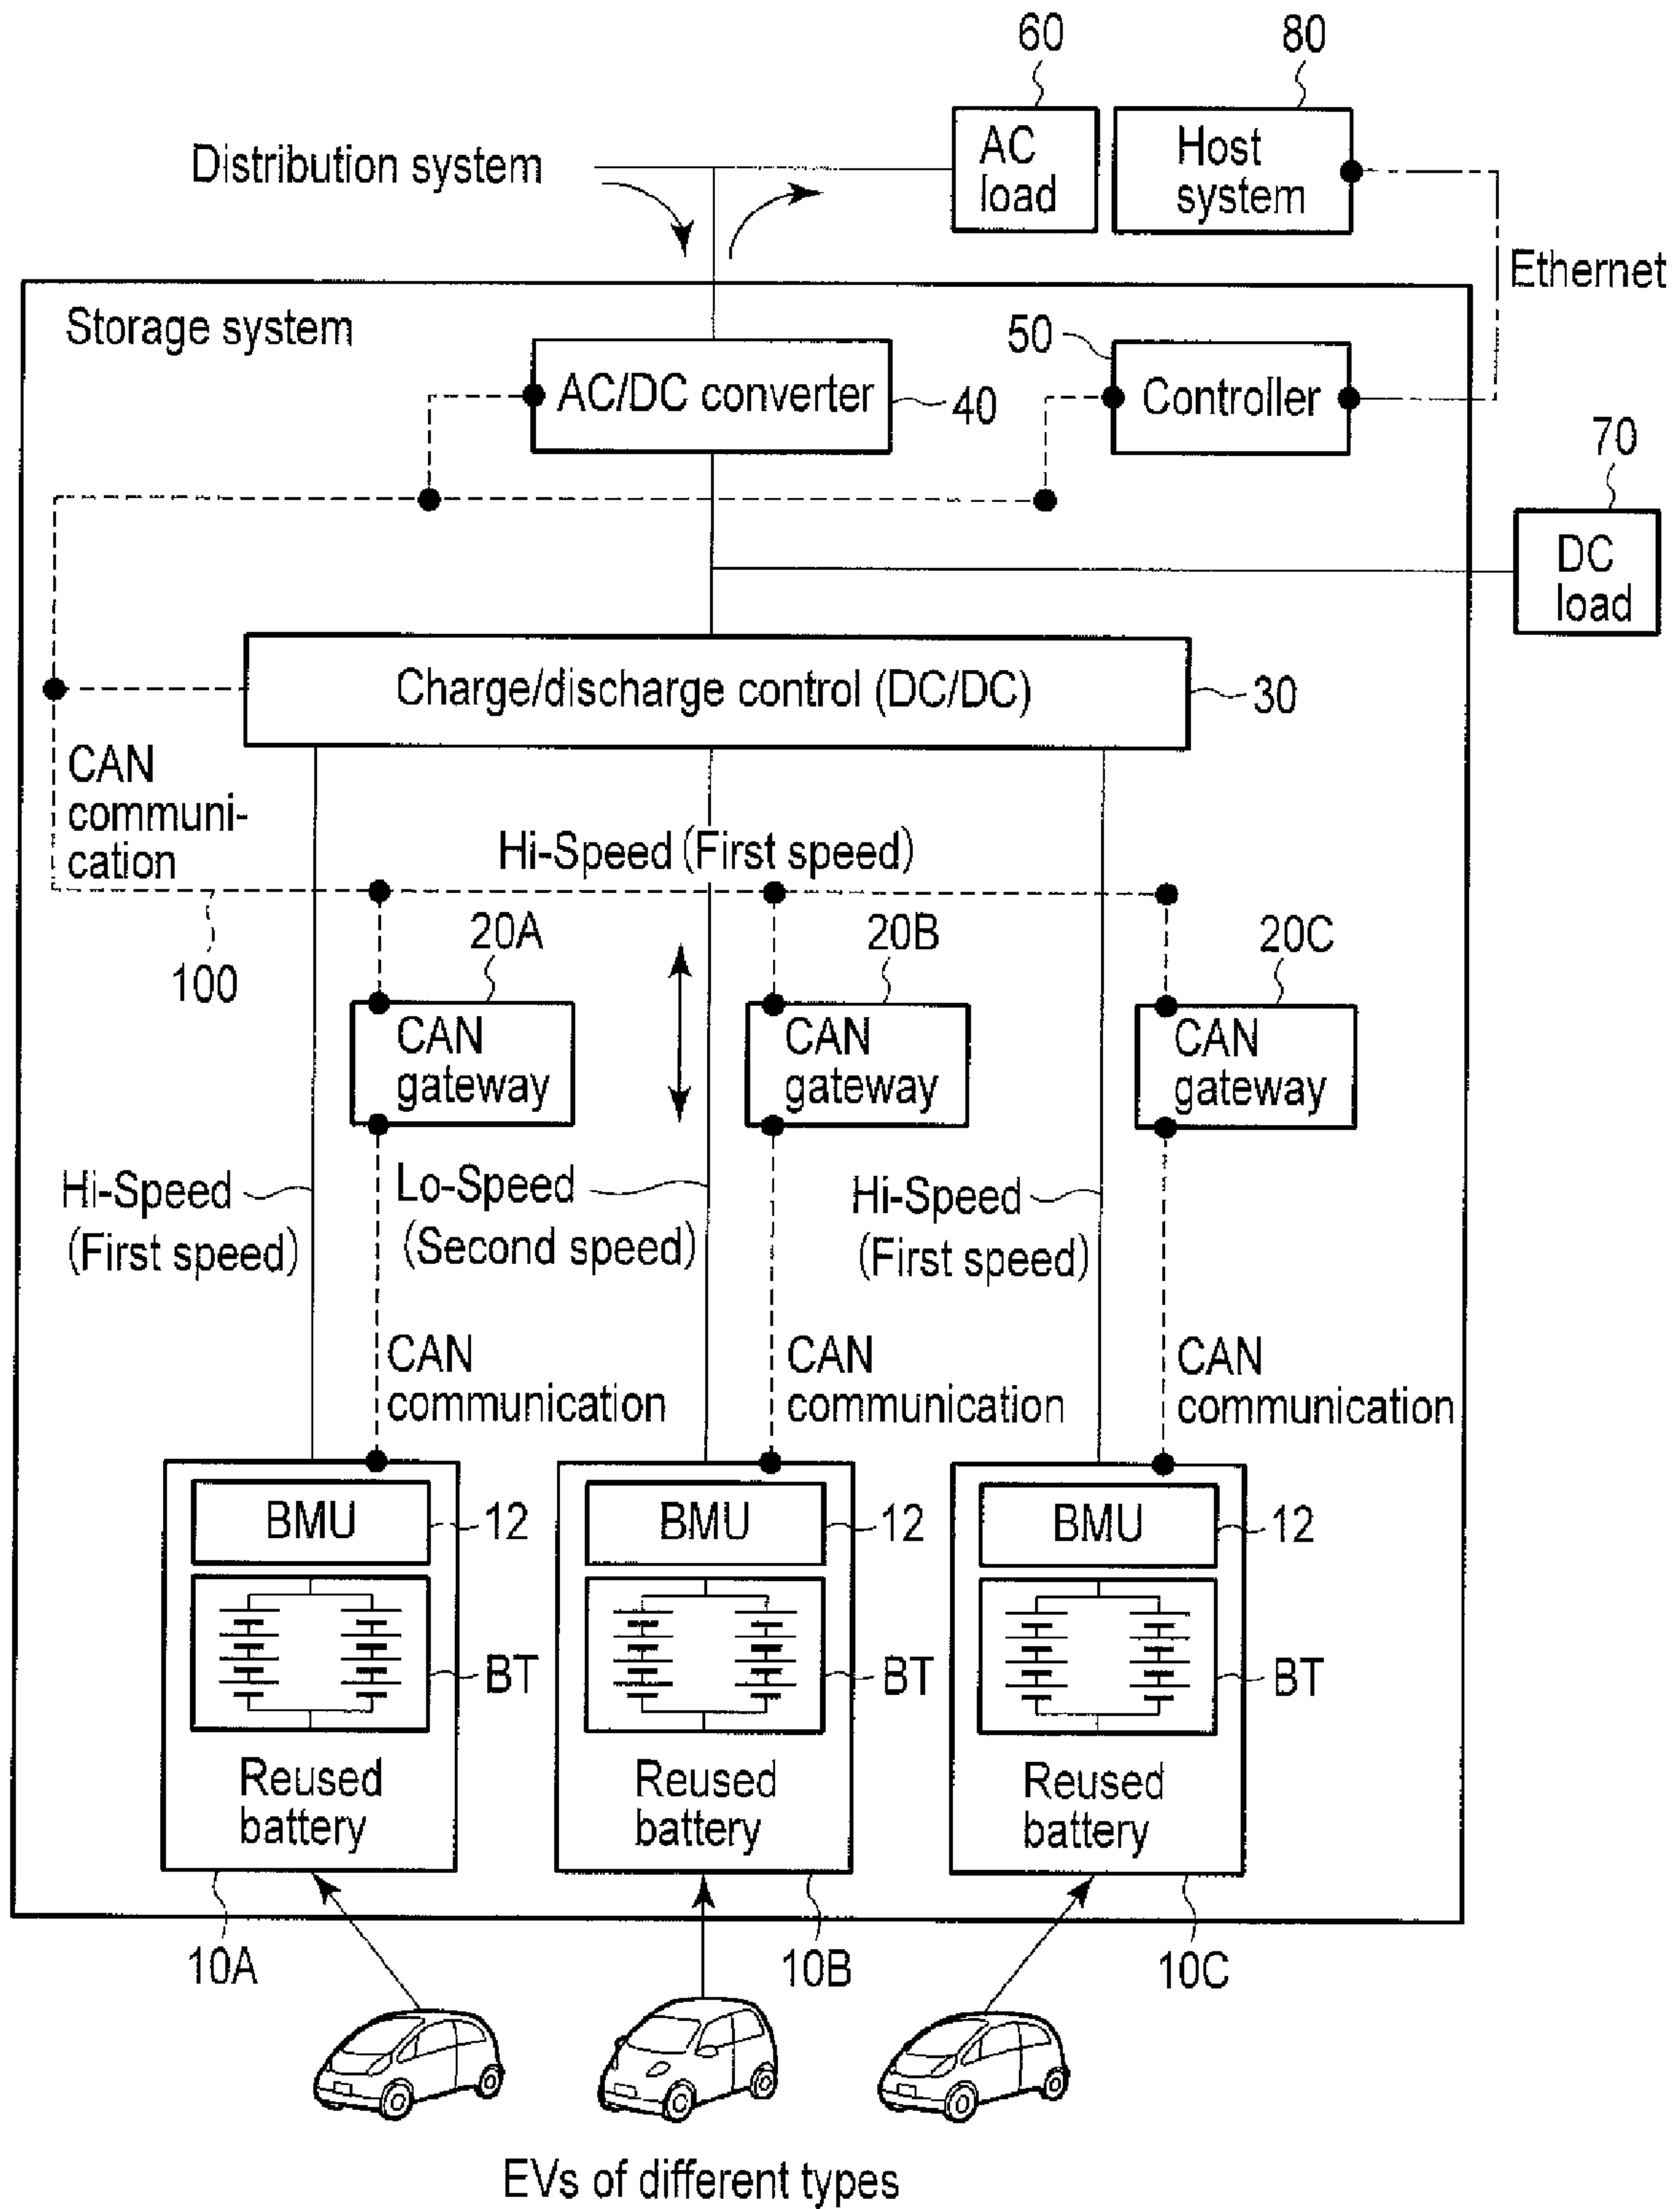 60
80
Distribution system
AC
load
Host
system
Ethernet
Storage system
50
AC/DC converter
40
Controller
70
DC
load
Charge/discharge control (DC/DC)
30
CAN
communi-
cation
Hi-Speed (First speed)
100
20A
20B
20C
CAN
gateway
CAN
gateway
CAN
gateway
Hi-Speed
(First speed)
Lo-Speed
(Second speed)
Hi-Speed
(First speed)
CAN
communication
CAN
communication
CAN
communication
BMU
12
BMU
12
BMU
12
BT
BT
BT
Reused
battery
Reused
battery
Reused
battery
10A
10B
10C
EVs of different types